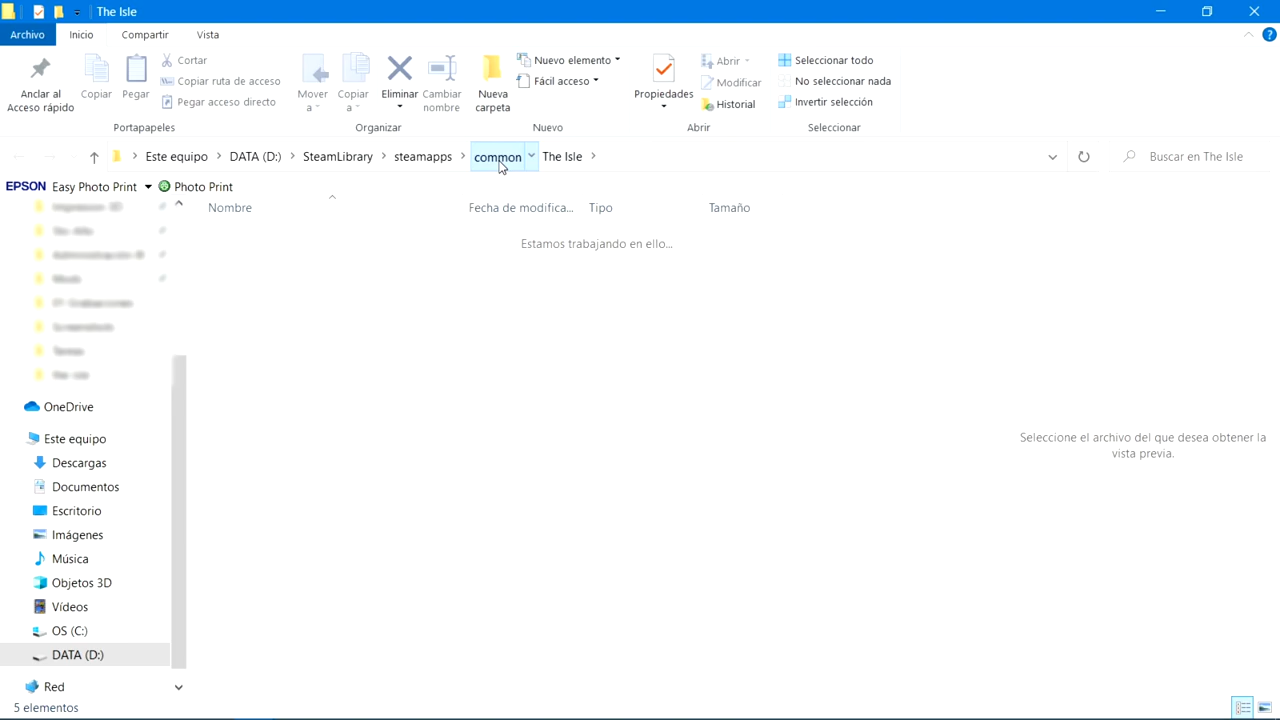 The Isle
Archivo Inicio Compartir Vista
Anclar al Acceso rápido
Copiar
Pegar
Cortar
Copiar ruta de acceso
Pegar acceso directo
Portapapeles
Mover a
Copiar a
Eliminar
Cambiar nombre
Organizar
Nueva carpeta
Nuevo elemento
Fácil acceso
Nuevo
Propiedades
Abrir
Modificar
Historial
Abrir
Seleccionar todo
No seleccionar nada
Invertir selección
Seleccionar
Este equipo DATA (D:) SteamLibrary steamapps common The Isle
Buscar en The Isle
EPSON Easy Photo Print Photo Print
Nombre Fecha de modifica... Tipo Tamaño
Estamos trabajando en ello...
OneDrive
Este equipo
Descargas
Documentos
Escritorio
Imágenes
Música
Objetos 3D
Vídeos
OS (C:)
DATA (D:)
Red
Seleccione el archivo del que desea obtener la
vista previa.
5 elementos